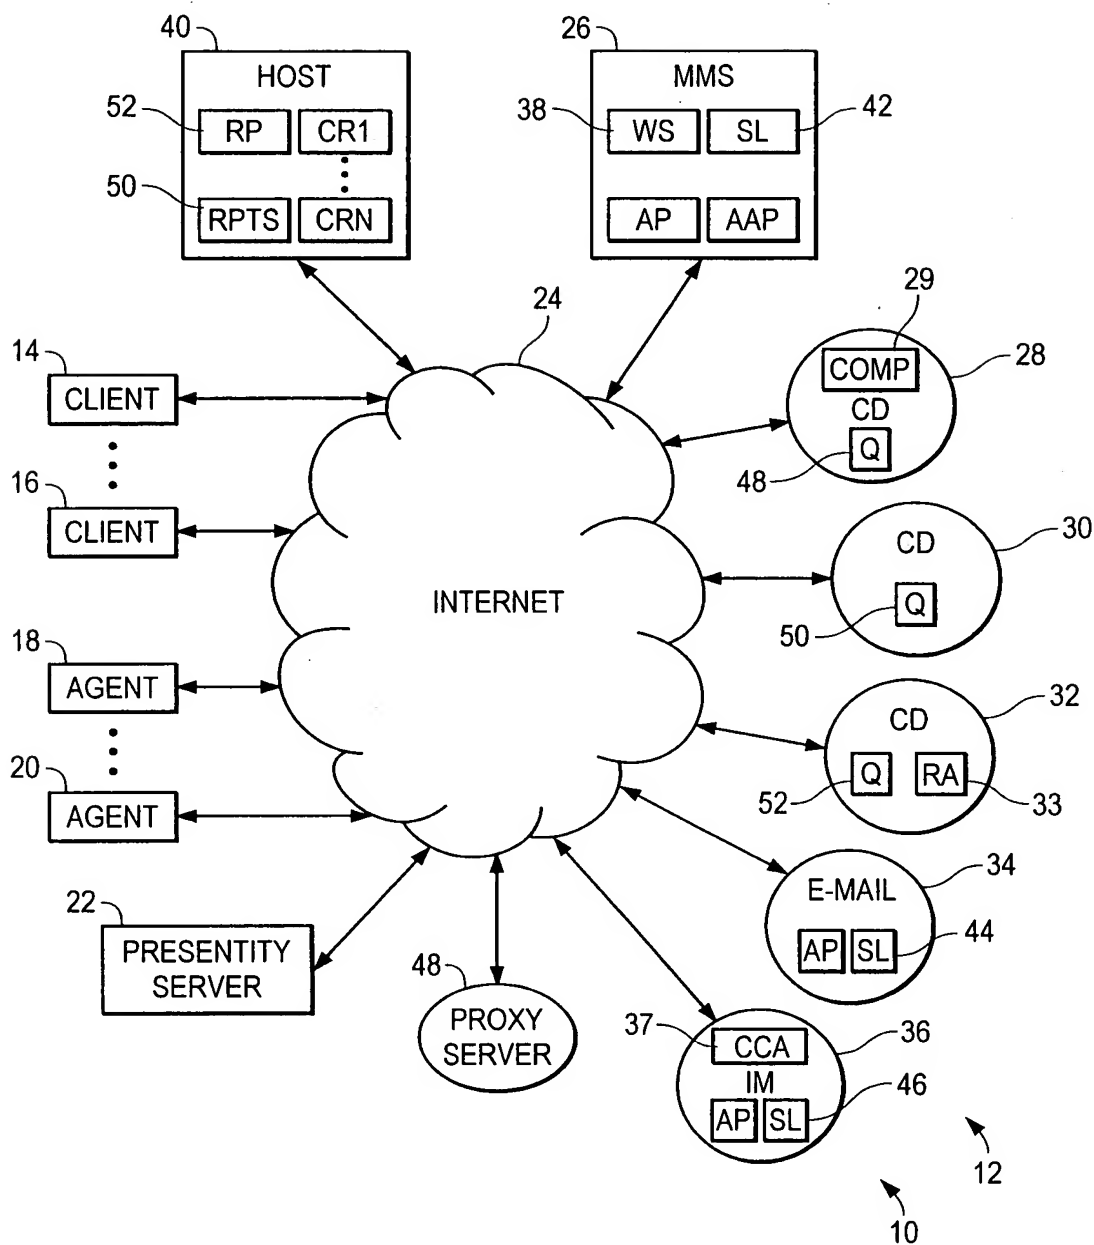 40
HOST
52
RP
CR1
50
RPTS
CRN
26
MMS
38
WS
SL
42
AP
AAP
24
29
COMP
28
CD
Q
48
14
CLIENT
16
CLIENT
CD
30
Q
50
INTERNET
18
AGENT
20
AGENT
CD
32
Q
RA
52
33
E-MAIL
34
AP
SL
44
22
PRESENTITY
SERVER
48
PROXY
SERVER
37
CCA
36
IM
AP
SL
46
12
10